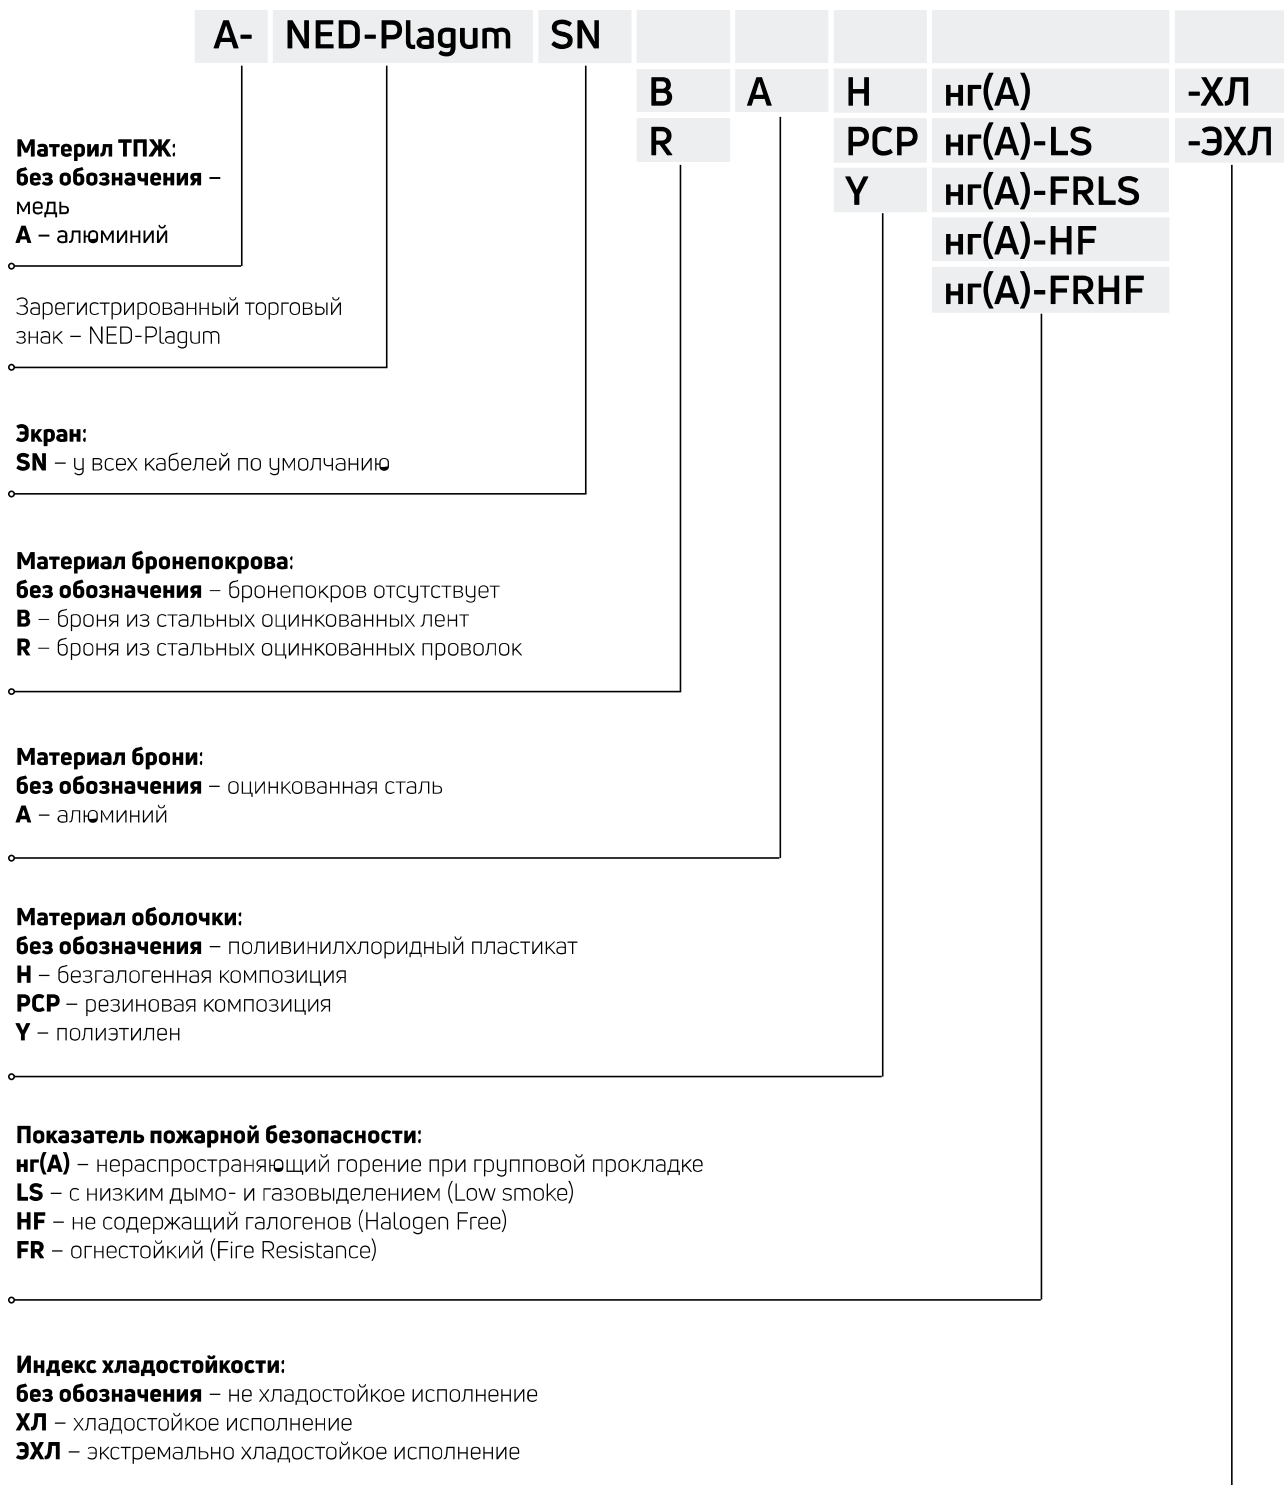 A- NED-Plagum SN
B A H нг(А) -ХЛ
R PCP нг(А)-LS -ЭХЛ
Y нг(А)-FRLS
нг(А)-HF
нг(А)-FRHF
Материл ТПЖ:
без обозначения –
медь
А – алюминий
Зарегистрированный торговый
знак – NED-Plagum
Экран:
SN – у всех кабелей по умолчанию
Материал бронепокрова:
без обозначения – бронепокров отсутствует
B – броня из стальных оцинкованных лент
R – броня из стальных оцинкованных проволок
Материал брони:
без обозначения – оцинкованная сталь
А – алюминий
Материал оболочки:
без обозначения – поливинилхлоридный пластикат
H – безгалогенная композиция
PCP – резиновая композиция
Y – полиэтилен
Показатель пожарной безопасности:
нг(А) – нераспространяющий горение при групповой прокладке
LS – с низким дымо- и газовыделением (Low smoke)
HF – не содержащий галогенов (Halogen Free)
FR – огнестойкий (Fire Resistance)
Индекс хладостойкости:
без обозначения – не хладостойкое исполнение
ХЛ – хладостойкое исполнение
ЭХЛ – экстремально хладостойкое исполнение